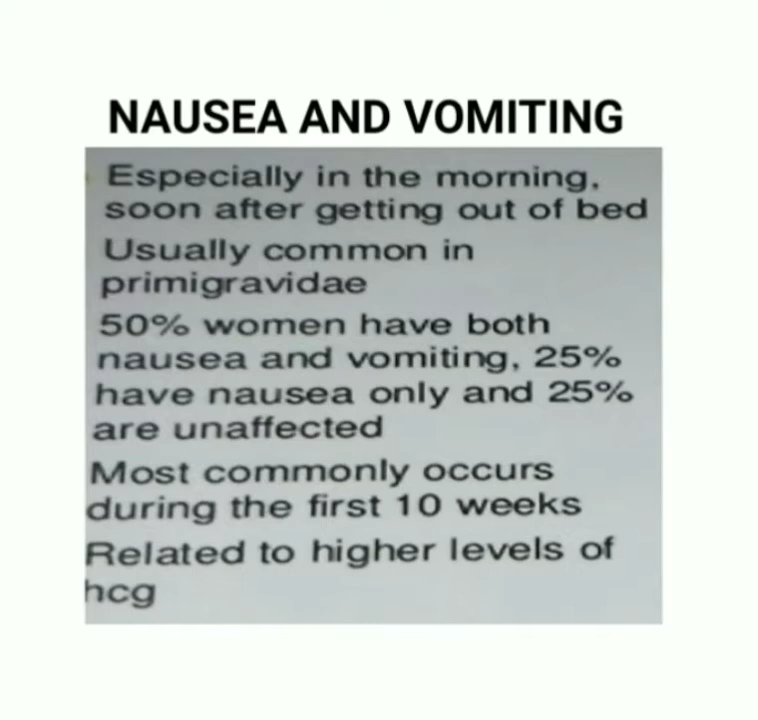 NAUSEA AND VOMITING
Especially in the morning,
soon after getting out of bed
Usually common in
primigravidae
50% women have both
nausea and vomiting, 25%
have nausea only and 25%
are unaffected
Most commonly occurs
during the first 10 weeks
Related to higher levels of
hcg